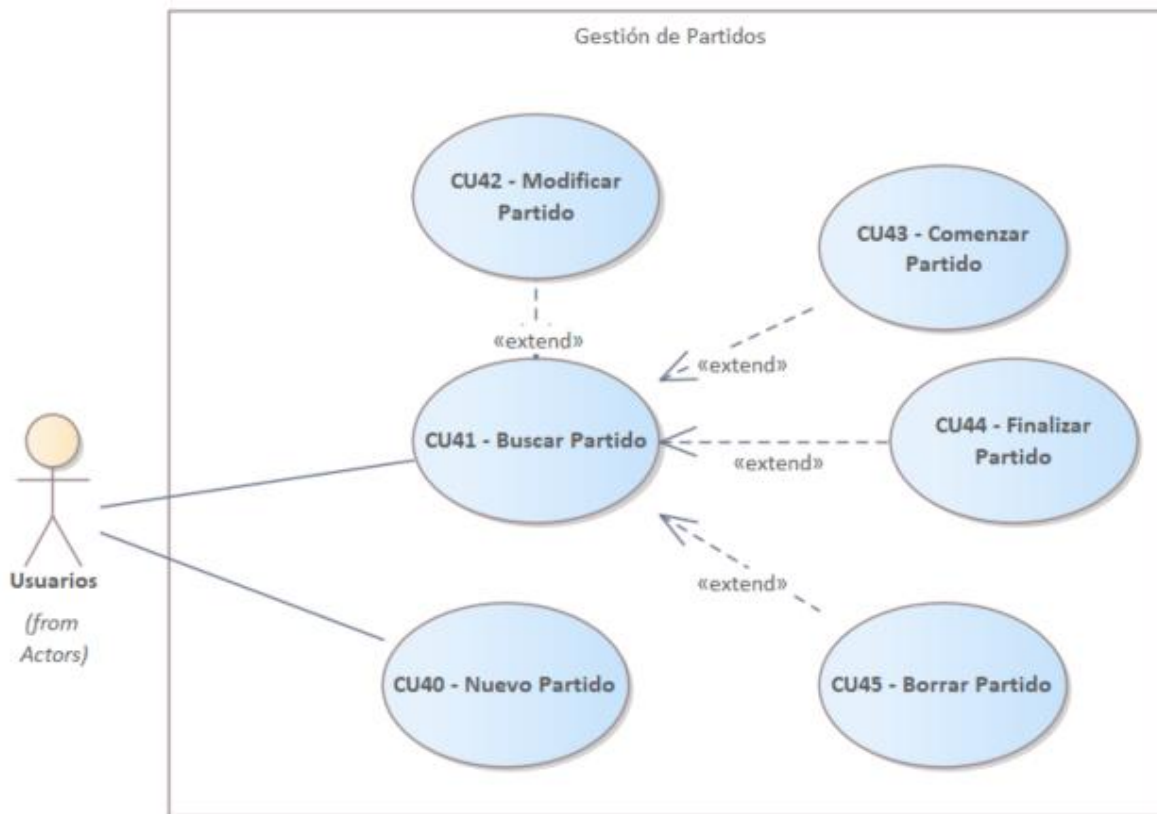 Gestión de Partidos
CU42 - Modificar
Partido
CU43 - Comenzar
Partido
«extend»
«extend»
CU41 - Buscar Partido
CU44 - Finalizar
Partido
«extend»
«extend»
Usuarios
(from
Actors)
CU40 - Nuevo Partido
CU45 - Borrar Partido